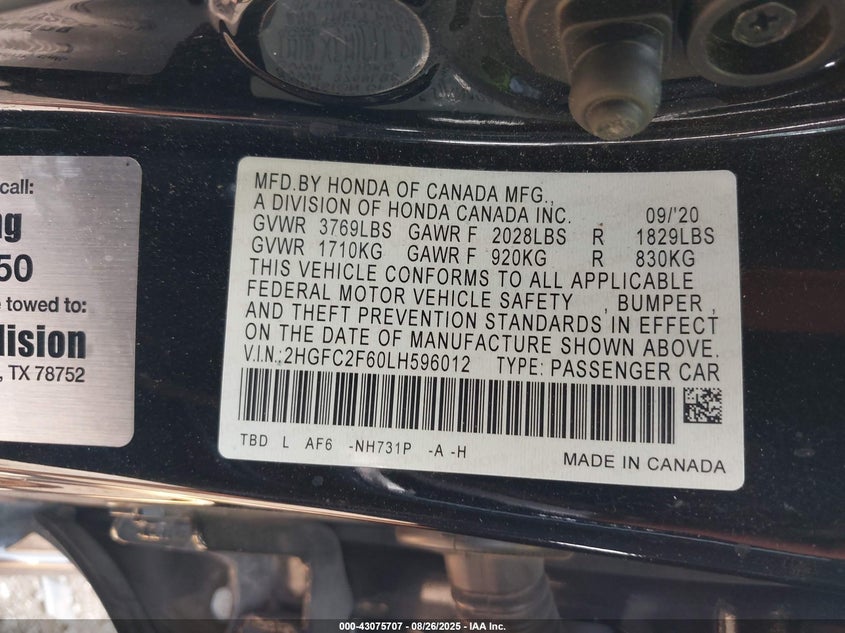 call:
ng
50
e towed to:
llision
, TX 78752
MFD.BY HONDA OF CANADA MFG.,
A DIVISION OF HONDA CANADA INC. 09/'20
GVWR 3769LBS GAWR F 2028LBS R 1829LBS
GVWR 1710KG GAWR F 920KG R 830KG
THIS VEHICLE CONFORMS TO ALL APPLICABLE
FEDERAL MOTOR VEHICLE SAFETY , BUMPER ,
AND THEFT PREVENTION STANDARDS IN EFFECT
ON THE DATE OF MANUFACTURE SHOWN ABOVE.
V.I.N.:2HGFC2F60LH596012 TYPE: PASSENGER CAR
TBD L AF6 -NH731P -A -H
MADE IN CANADA
000-43075707 - 08/26/2025 - IAA Inc.